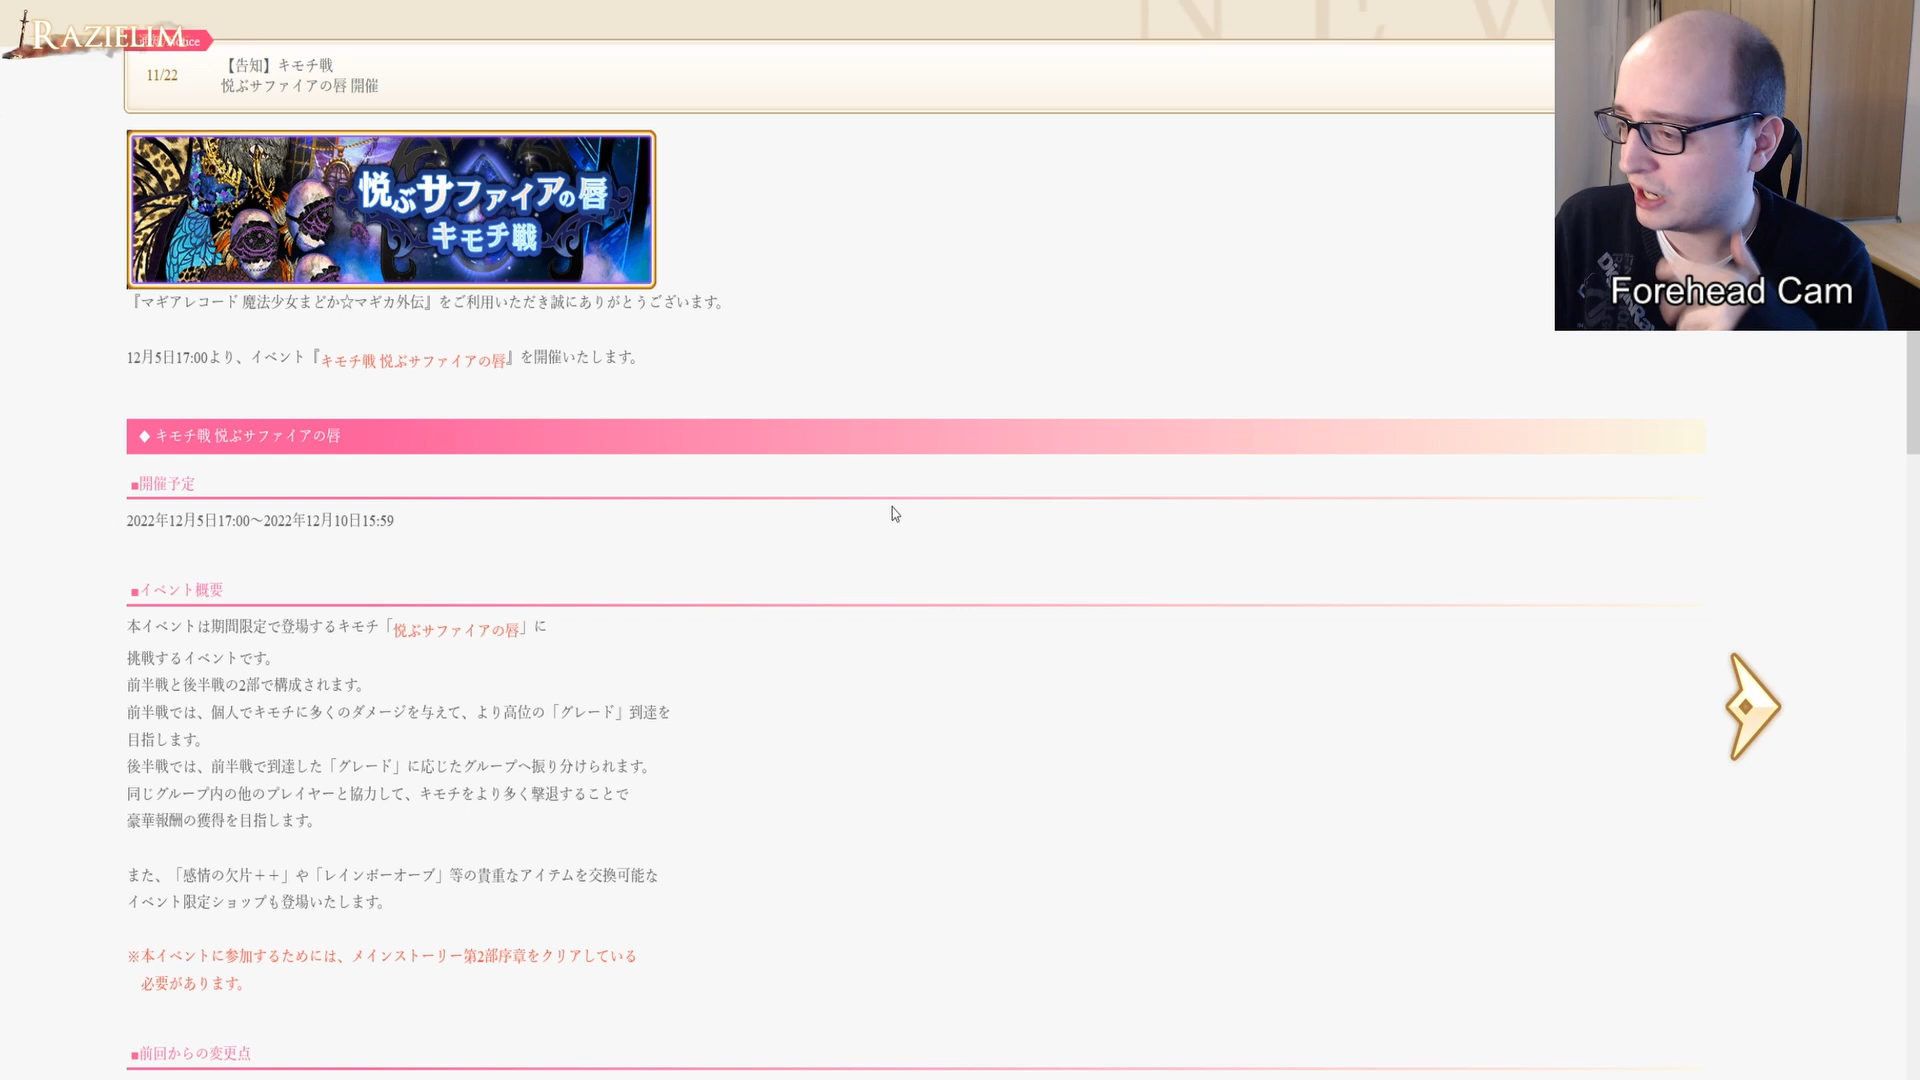 NEW
RAZIELIM
Notice
11/22
【告知】キモチ戦
悦ぶサファイアの唇 開催
悦ぶサファイアの唇
キモチ戦
『マギアレコード 魔法少女まどか☆マギカ外伝』をご利用いただき誠にありがとうございます。
12月5日17:00より、イベント『キモチ戦 悦ぶサファイアの唇』を開催いたします。
◆ キモチ戦 悦ぶサファイアの唇
■開催予定
2022年12月5日17:00～2022年12月10日15:59
■イベント概要
本イベントは期間限定で登場するキモチ「悦ぶサファイアの唇」に
挑戦するイベントです。
前半戦と後半戦の2部で構成されます。
前半戦では、個人でキモチに多くのダメージを与えて、より高位の「グレード」到達を
目指します。
後半戦では、前半戦で到達した「グレード」に応じたグループへ振り分けられます。
同じグループ内の他のプレイヤーと協力して、キモチをより多く撃退することで
豪華報酬の獲得を目指します。
また、「感情の欠片＋＋」や「レインボーオーブ」等の貴重なアイテムを交換可能な
イベント限定ショップも登場いたします。
※本イベントに参加するためには、メインストーリー第2部序章をクリアしている
必要があります。
■前回からの変更点
Forehead Cam